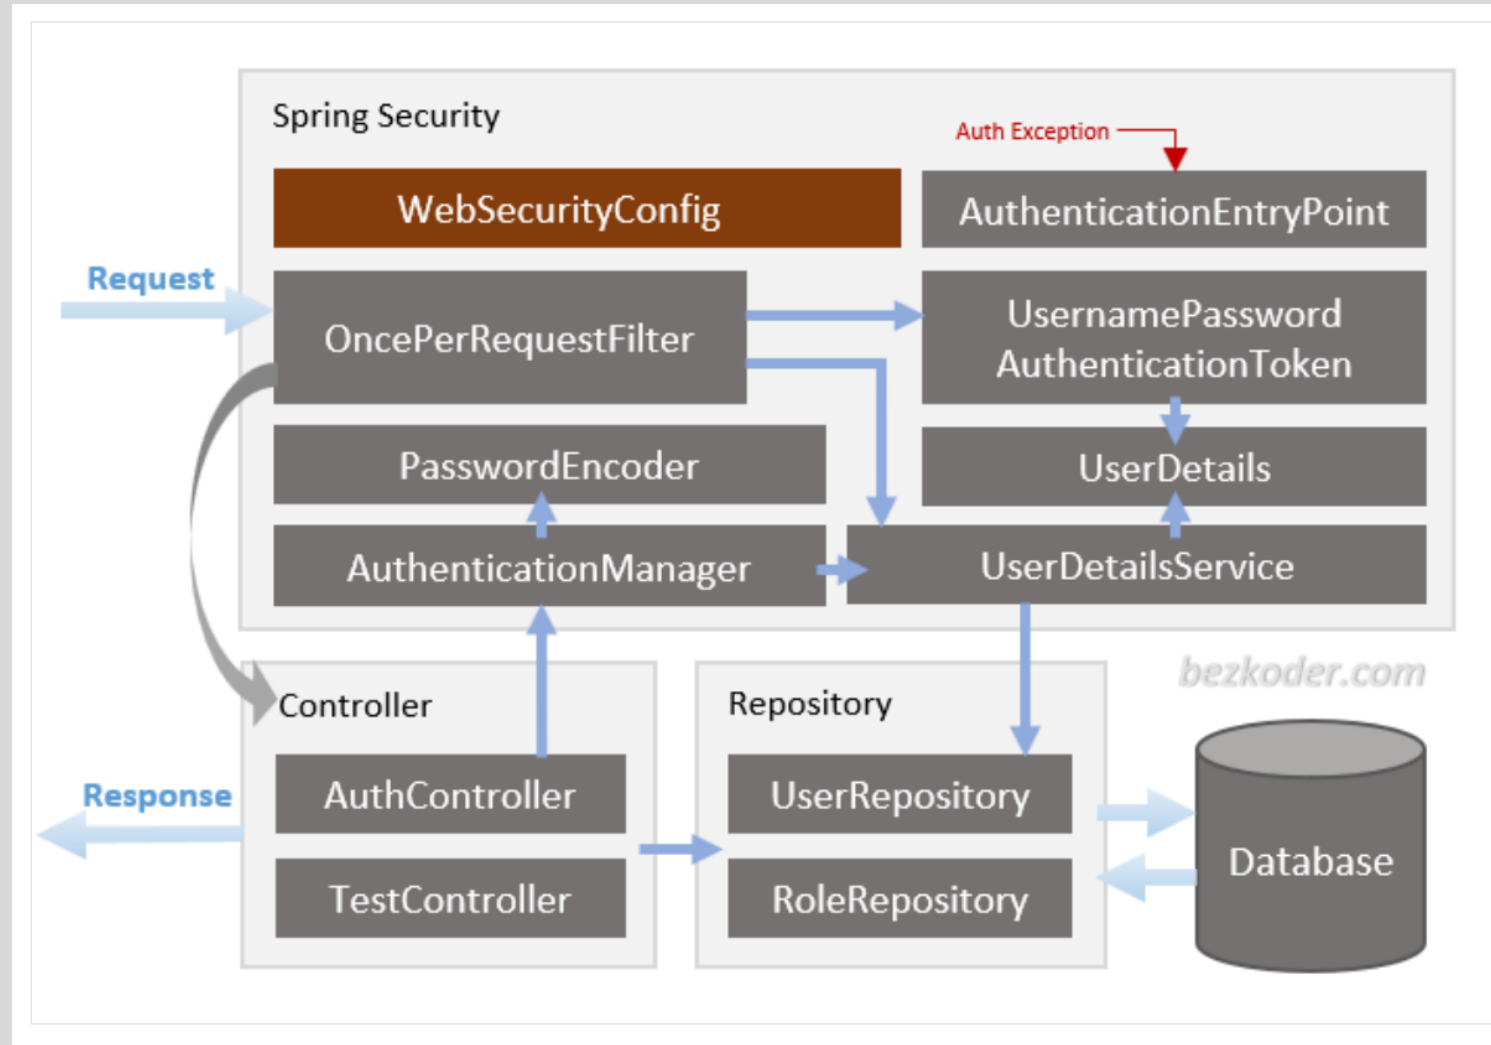 Spring Security
Auth Exception
WebSecurityConfig
AuthenticationEntryPoint
Request
OncePerRequestFilter
UsernamePassword
AuthenticationToken
PasswordEncoder
UserDetails
AuthenticationManager
UserDetailsService
bezkoder.com
Controller
Repository
Response
AuthController
UserRepository
Database
TestController
RoleRepository